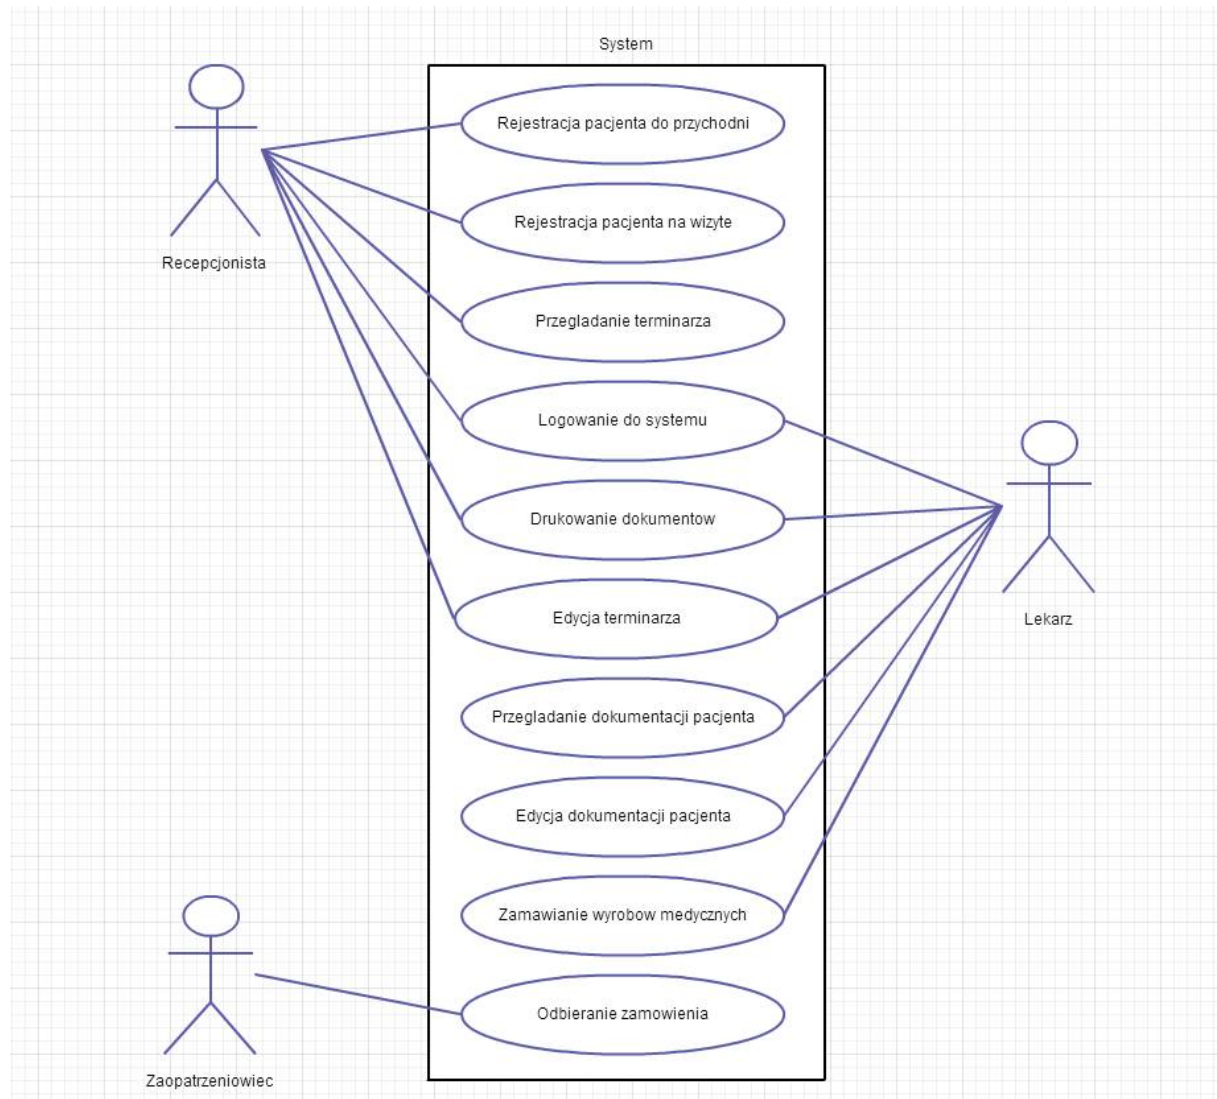 System
Rejestracja pacjenta do przychodni
Rejestracja pacjenta na wizyte
Recepcjonista
Przegladanie terminarza
Logowanie do systemu
Drukowanie dokumentow
Edycja terminarza
Lekarz
Przegladanie dokumentacji pacjenta
Edycja dokumentacji pacjenta
Zamawianie wyrobow medycznych
Odbieranie zamowienia
Zaopatrzeniowiec